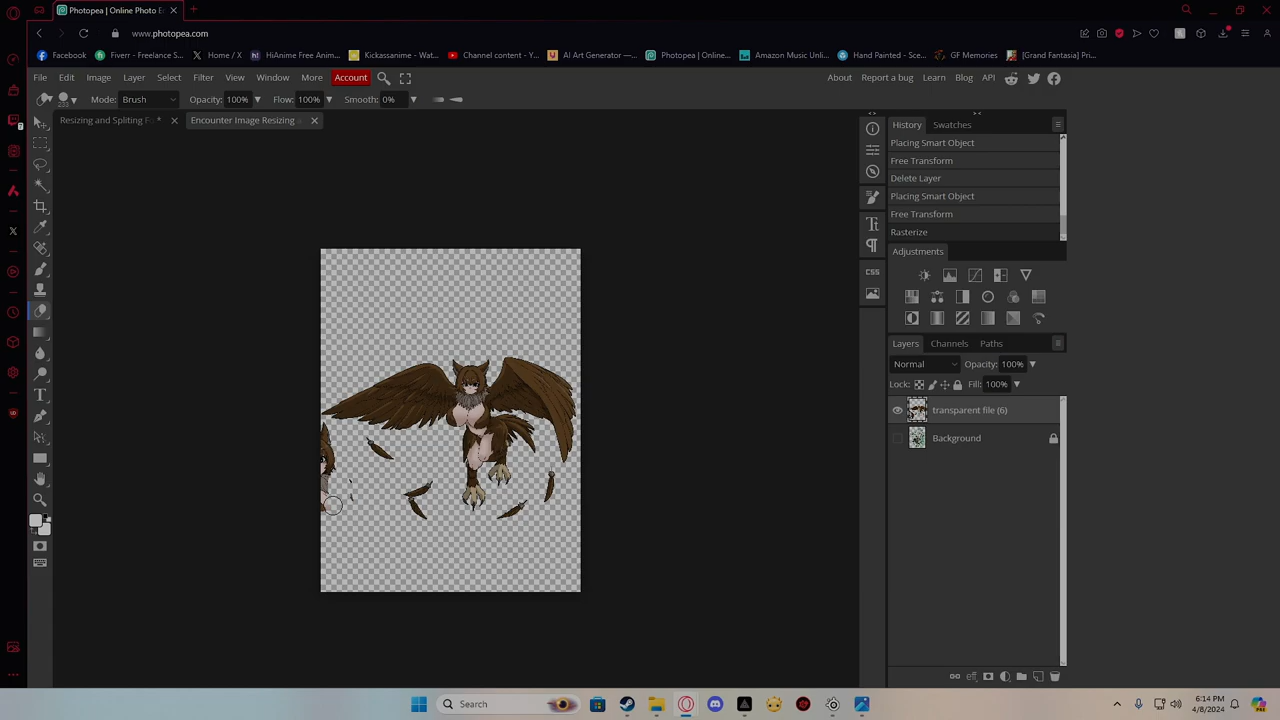 Photopea | Online Photo E
www.photopea.com
Facebook
Fiverr - Freelance S...
Home / X
HiAnime Free Anim...
Kickassanime - Wat...
Channel content - Y...
AI Art Generator —...
Photopea | Online...
Amazon Music Unli...
Hand Painted - Sce...
GF Memories
[Grand Fantasia] Pri...
File Edit Image Layer Select Filter View Window More Account
About Report a bug Learn Blog API
233 Mode: Brush Opacity: 100% Flow: 100% Smooth: 0%
Resizing and Spliting F *
Encounter Image Resizing
History Swatches
Placing Smart Object
Free Transform
Delete Layer
Placing Smart Object
Free Transform
Rasterize
Adjustments
CSS
Layers Channels Paths
Normal Opacity: 100%
Lock: Fill: 100%
transparent file (6)
Background
eff
Search
6:14 PM
4/8/2024